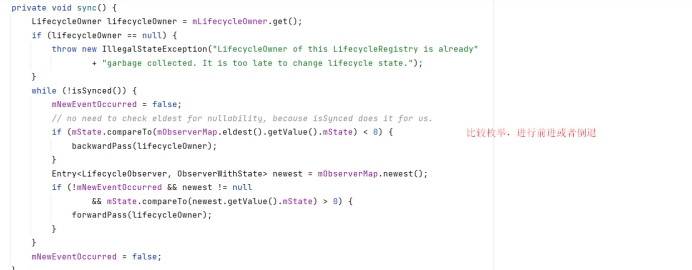 private void sync() {
LifecycleOwner lifecycleOwner = mLifecycleOwner.get();
if (lifecycleOwner == null) {
throw new IllegalStateException("LifecycleOwner of this LifecycleRegistry is already"
+ "garbage collected. It is too late to change lifecycle state.");
}
while (!isSynced()) {
mNewEventOccurred = false;
// no need to check eldest for nullability, because isSynced does it for us.
if (mState.compareTo(mObserverMap.eldest().getValue().mState) < 0) { 比较枚举，进行前进或者倒退
backwardPass(lifecycleOwner);
}
Entry<LifecycleObserver, ObserverWithState> newest = mObserverMap.newest();
if (!mNewEventOccurred && newest != null
&& mState.compareTo(newest.getValue().mState) > 0) {
forwardPass(lifecycleOwner);
}
}
mNewEventOccurred = false;
}